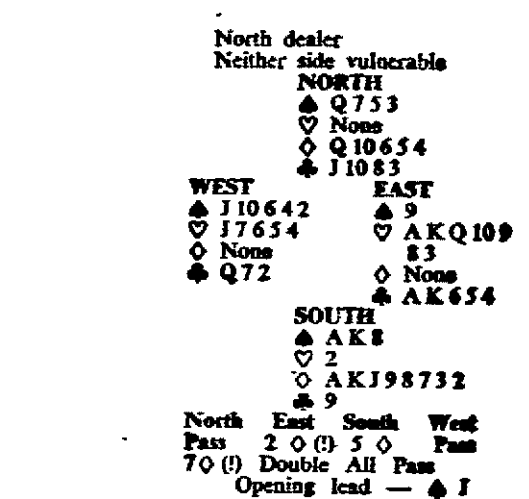 North dealer
Neither side vulnerable
NORTH
♠ Q 7 5 3
♡ None
◇ Q 10 6 5 4
♣ J 10 8 3
WEST EAST
♠ J 10 6 4 2 ♠ 9
♡ J 7 6 5 4 ♡ A K Q 10 9
8 3
◇ None ◇ None
♣ Q 7 2 ♣ A K 6 5 4
SOUTH
♠ A K 8
♡ 2
◇ A K J 9 8 7 3 2
♣ 9
North East South West
Pass 2 ◇ (!) 5 ◇ Pass
7 ◇ (!) Double All Pass
Opening lead — ♠ J